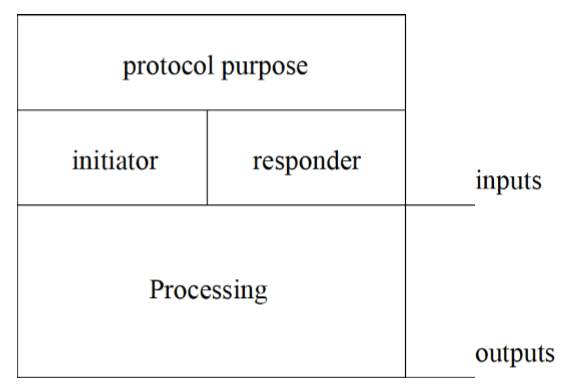 protocol purpose
initiator
responder
inputs
Processing
outputs